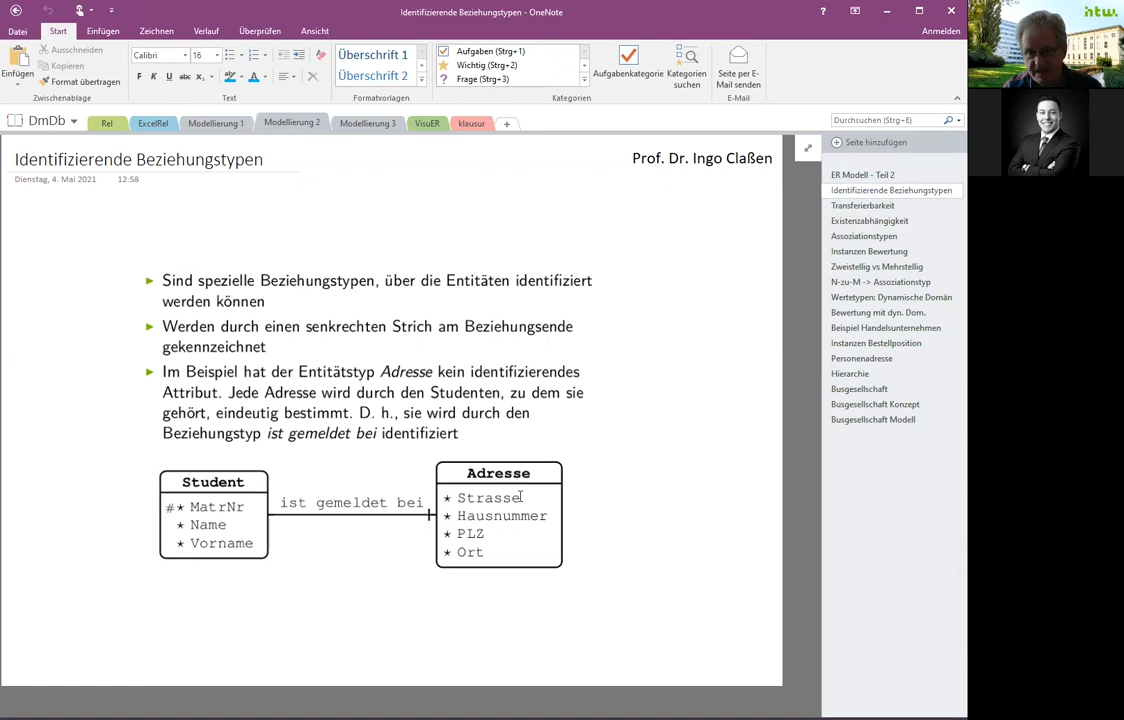 Identifizierende Beziehungstypen - OneNote
?
htw.
Datei Start Einfügen Zeichnen Verlauf Überprüfen Ansicht Anmelden
Einfügen
Ausschneiden
Kopieren
Format übertragen
Zwischenablage
Calibri 16
F K U abc x₂ A
Text
Überschrift 1
Überschrift 2
Formatvorlagen
Aufgaben (Strg+1)
Wichtig (Strg+2)
? Frage (Strg+3)
Aufgabenkategorie
Kategorien
suchen
Kategorien
Seite per E-
Mail senden
E-Mail
DmDb Rel ExcelRel Modellierung 1 Modellierung 2 Modellierung 3 VisuER klausur +
Durchsuchen (Strg+E)
Identifizierende Beziehungstypen
Dienstag, 4. Mai 2021 12:58
Prof. Dr. Ingo Claßen
Sind spezielle Beziehungstypen, über die Entitäten identifiziert
werden können
Werden durch einen senkrechten Strich am Beziehungsende
gekennzeichnet
Im Beispiel hat der Entitätstyp Adresse kein identifizierendes
Attribut. Jede Adresse wird durch den Studenten, zu dem sie
gehört, eindeutig bestimmt. D. h., sie wird durch den
Beziehungstyp ist gemeldet bei identifiziert
Student
#* MatrNr
* Name
* Vorname
ist gemeldet bei
Adresse
* Strasse
* Hausnummer
* PLZ
* Ort
Seite hinzufügen
ER Modell - Teil 2
Identifizierende Beziehungstypen
Transferierbarkeit
Existenzabhängigkeit
Assoziationstypen
Instanzen Bewertung
Zweistellig vs Mehrstellig
N-zu-M -> Assoziationstyp
Wertetypen: Dynamische Domän
Bewertung mit dyn. Dom.
Beispiel Handelsunternehmen
Instanzen Bestellposition
Personenadresse
Hierarchie
Busgesellschaft
Busgesellschaft Konzept
Busgesellschaft Modell